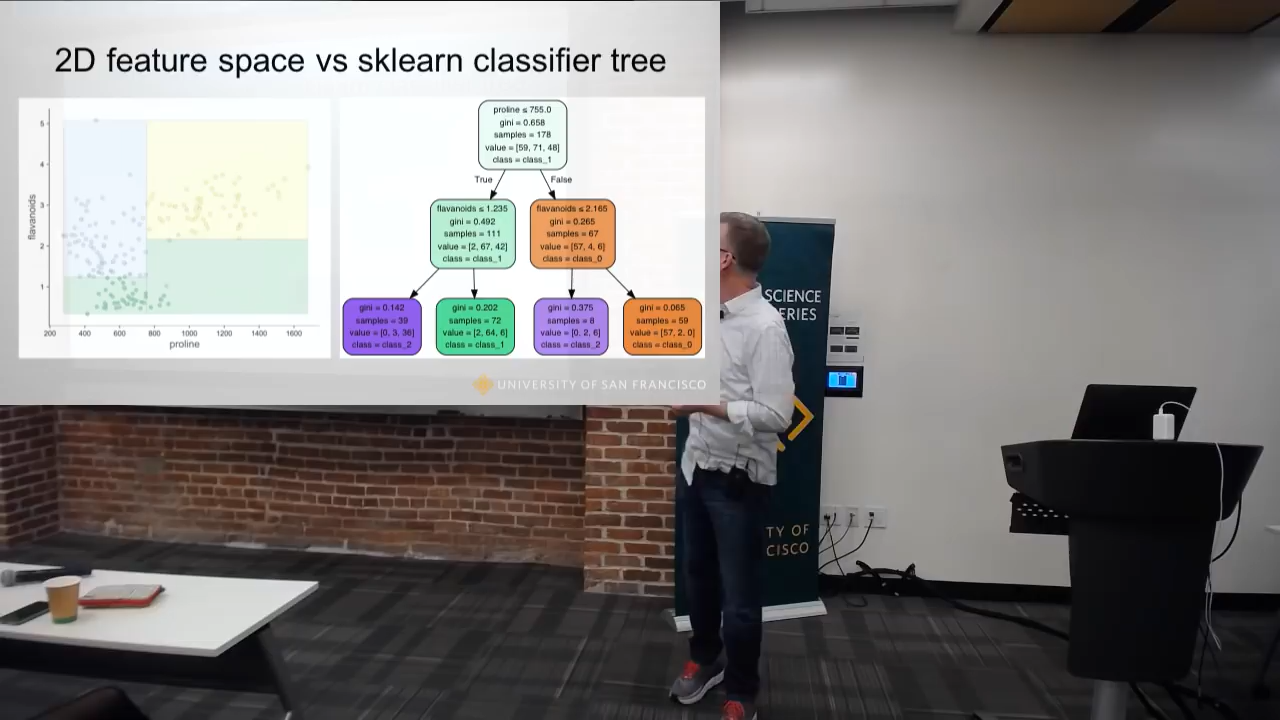 2D feature space vs sklearn classifier tree
5
4
3
2
1
flavanoids
200 400 600 800 1000 1200 1400 1600
proline
proline ≤ 755.0
gini = 0.658
samples = 178
value = [59, 71, 48]
class = class_1
True False
flavanoids ≤ 1.235
gini = 0.492
samples = 111
value = [2, 67, 42]
class = class_1
flavanoids ≤ 2.165
gini = 0.265
samples = 67
value = [57, 4, 6]
class = class_0
gini = 0.142
samples = 39
value = [0, 3, 36]
class = class_2
gini = 0.202
samples = 72
value = [2, 64, 6]
class = class_1
gini = 0.375
samples = 8
value = [0, 2, 6]
class = class_2
gini = 0.065
samples = 59
value = [57, 2, 0]
class = class_0
UNIVERSITY OF SAN FRANCISCO
SCIENCE
ERIES
TY OF
CISCO